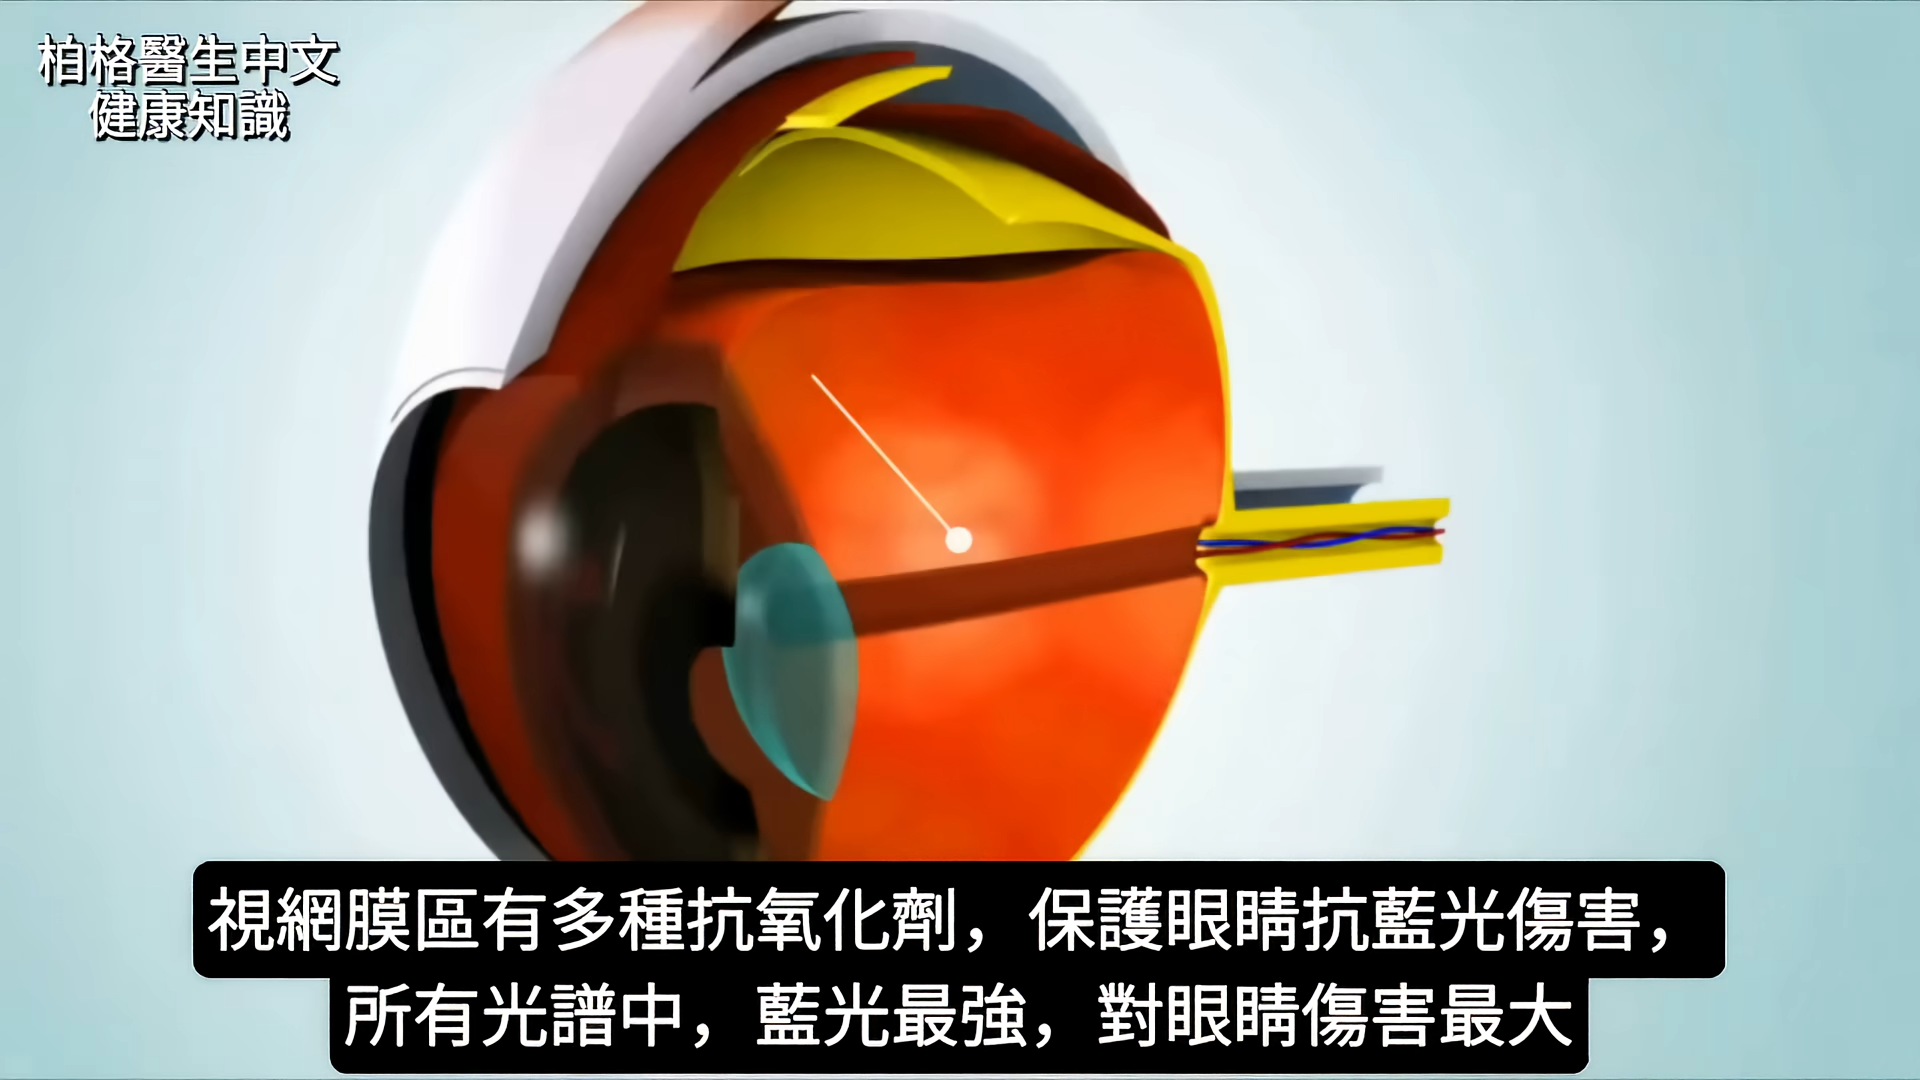 柏格醫生中文
健康知識
視網膜區有多種抗氧化劑，保護眼睛抗藍光傷害，
所有光譜中，藍光最強，對眼睛傷害最大